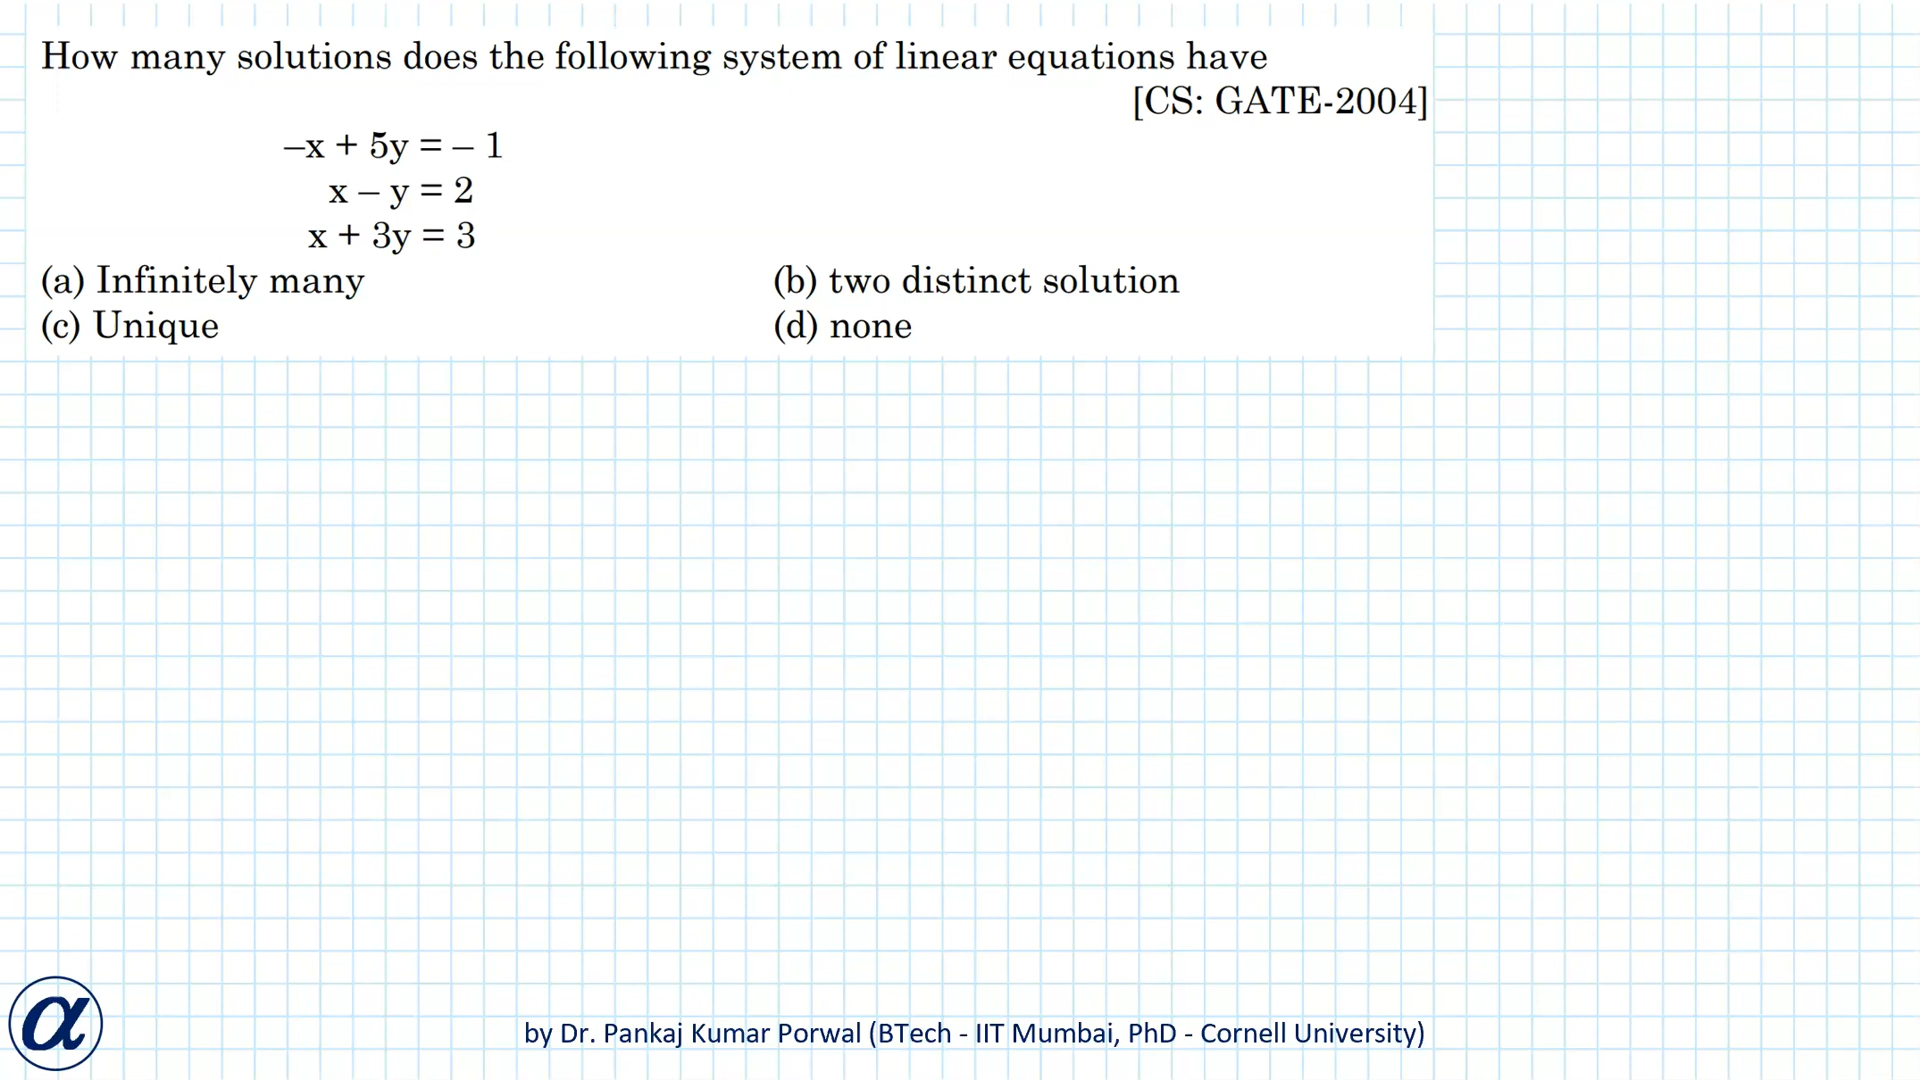 How many solutions does the following system of linear equations have
[CS: GATE-2004]
–x + 5y = – 1
x – y = 2
x + 3y = 3
(a) Infinitely many (b) two distinct solution
(c) Unique (d) none
α
by Dr. Pankaj Kumar Porwal (BTech - IIT Mumbai, PhD - Cornell University)